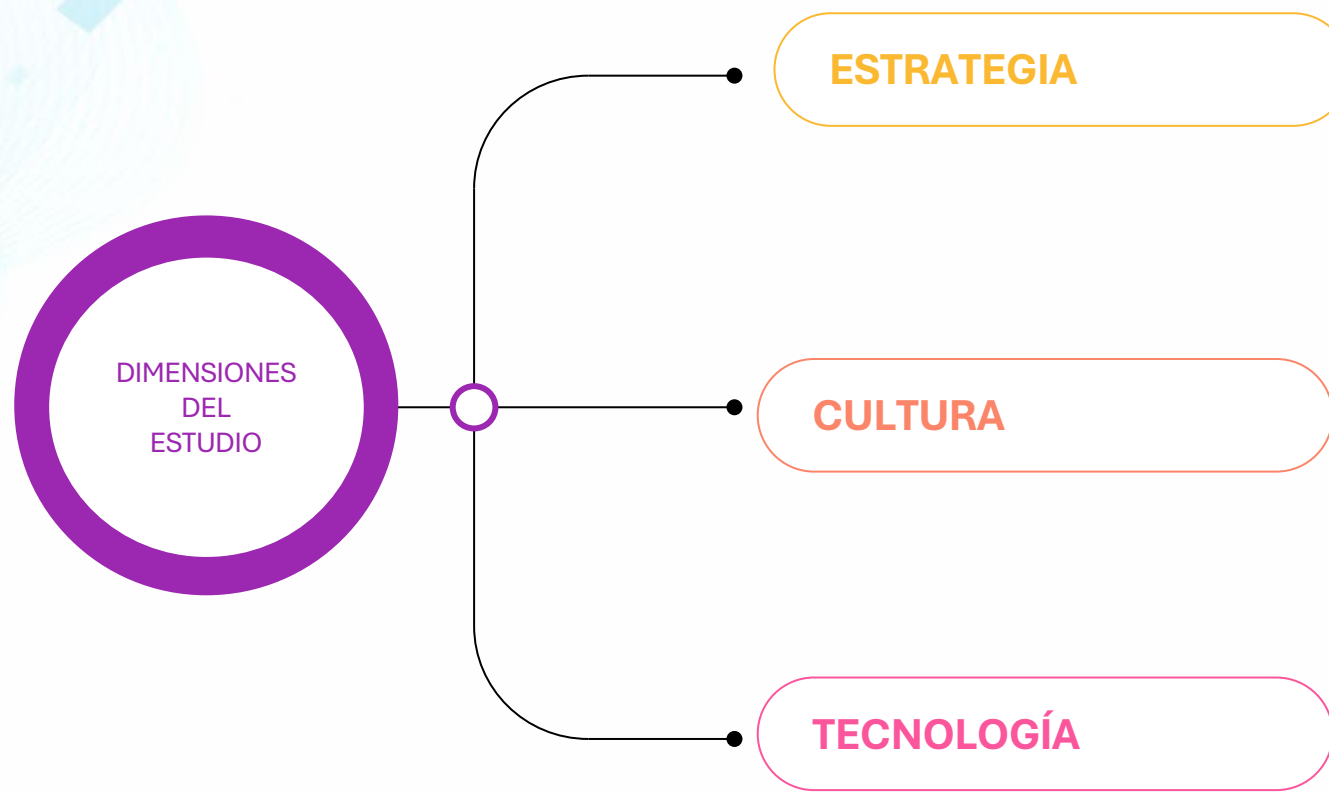 ESTRATEGIA
DIMENSIONES
DEL
ESTUDIO
CULTURA
TECNOLOGÍA